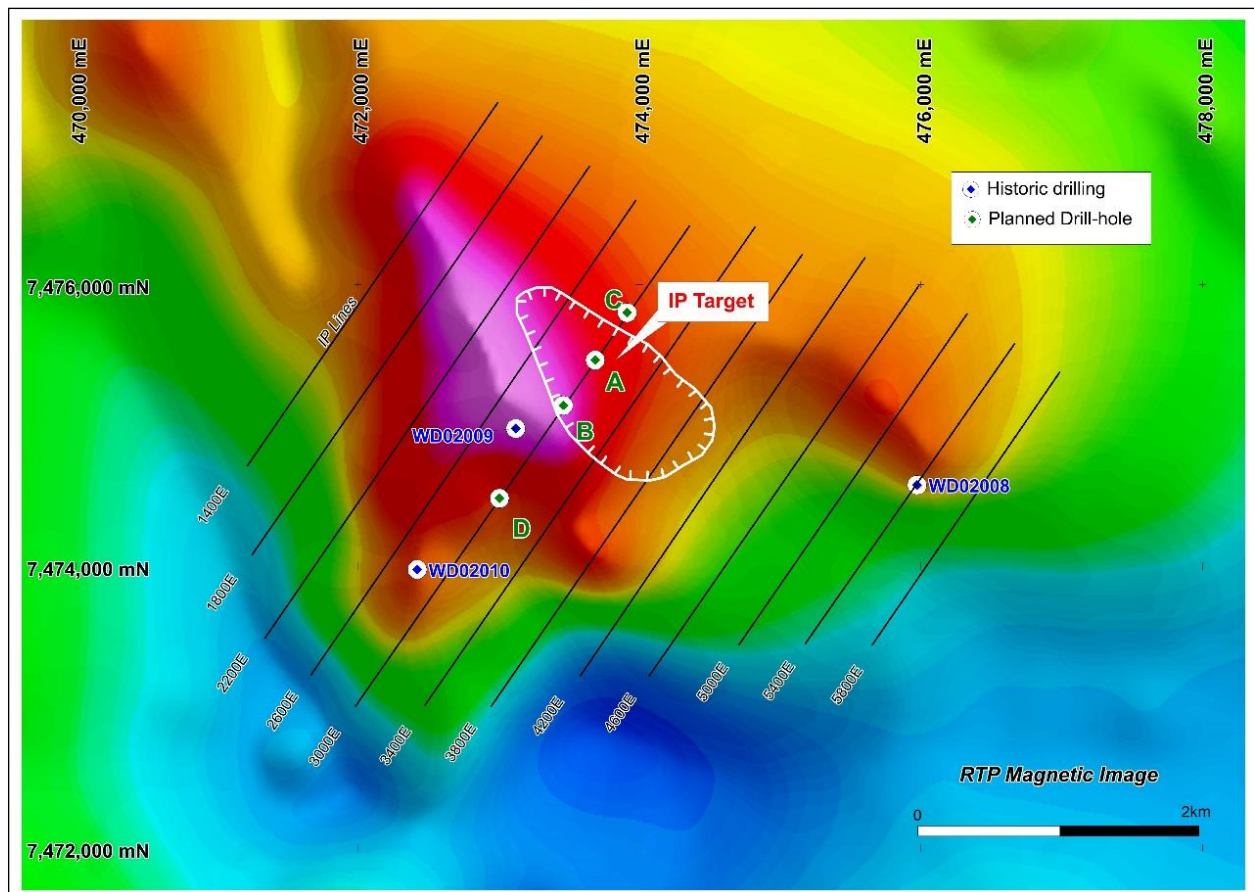 470,000 mE
472,000 mE
474,000 mE
476,000 mE
478,000 mE
Historic drilling
Planned Drill-hole
7,476,000 mN
IP Lines
C
IP Target
A
B
WD02009
WD02008
D
1400E
7,474,000 mN
WD02010
1800E
2200E
2600E
3000E
3400E
3800E
4200E
4600E
5000E
5400E
5800E
RTP Magnetic Image
0
2km
7,472,000 mN